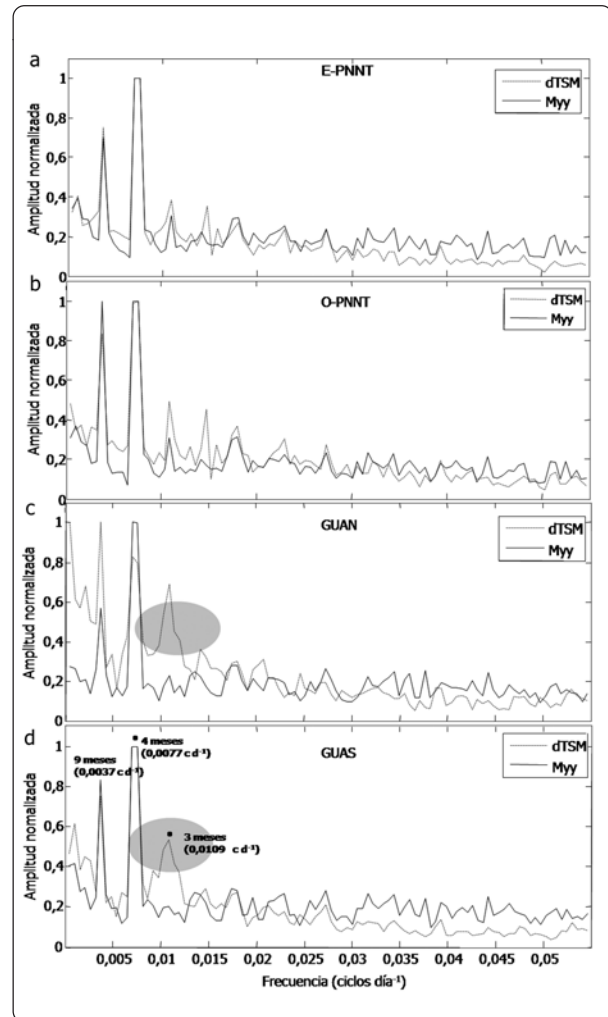 a
E-PNNT
dTSM
Myy
Amplitud normalizada
1
0,8
0,6
0,4
0,2
0
b
O-PNNT
dTSM
Myy
Amplitud normalizada
1
0,8
0,6
0,4
0,2
0
c
GUAN
dTSM
Myy
Amplitud normalizada
1
0,8
0,6
0,4
0,2
0
d
GUAS
dTSM
Myy
4 meses
(0,0077 c d⁻¹)
9 meses
(0,0037 c d⁻¹)
3 meses
(0,0109 c d⁻¹)
Amplitud normalizada
1
0,8
0,6
0,4
0,2
0
0,005 0,01 0,015 0,02 0,025 0,03 0,035 0,04 0,045 0,05
Frecuencia (ciclos día⁻¹)